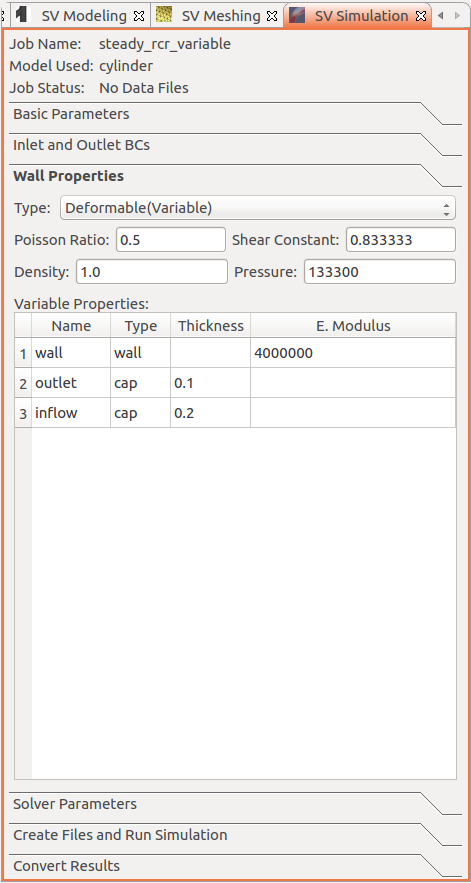 SV Modeling SV Meshing SV Simulation
Job Name: steady_rcr_variable
Model Used: cylinder
Job Status: No Data Files
Basic Parameters
Inlet and Outlet BCs
Wall Properties
Type: Deformable(Variable)
Poisson Ratio: 0.5 Shear Constant: 0.833333
Density: 1.0 Pressure: 133300
Variable Properties:
Name Type Thickness E. Modulus
1 wall wall 4000000
2 outlet cap 0.1
3 inflow cap 0.2
Solver Parameters
Create Files and Run Simulation
Convert Results